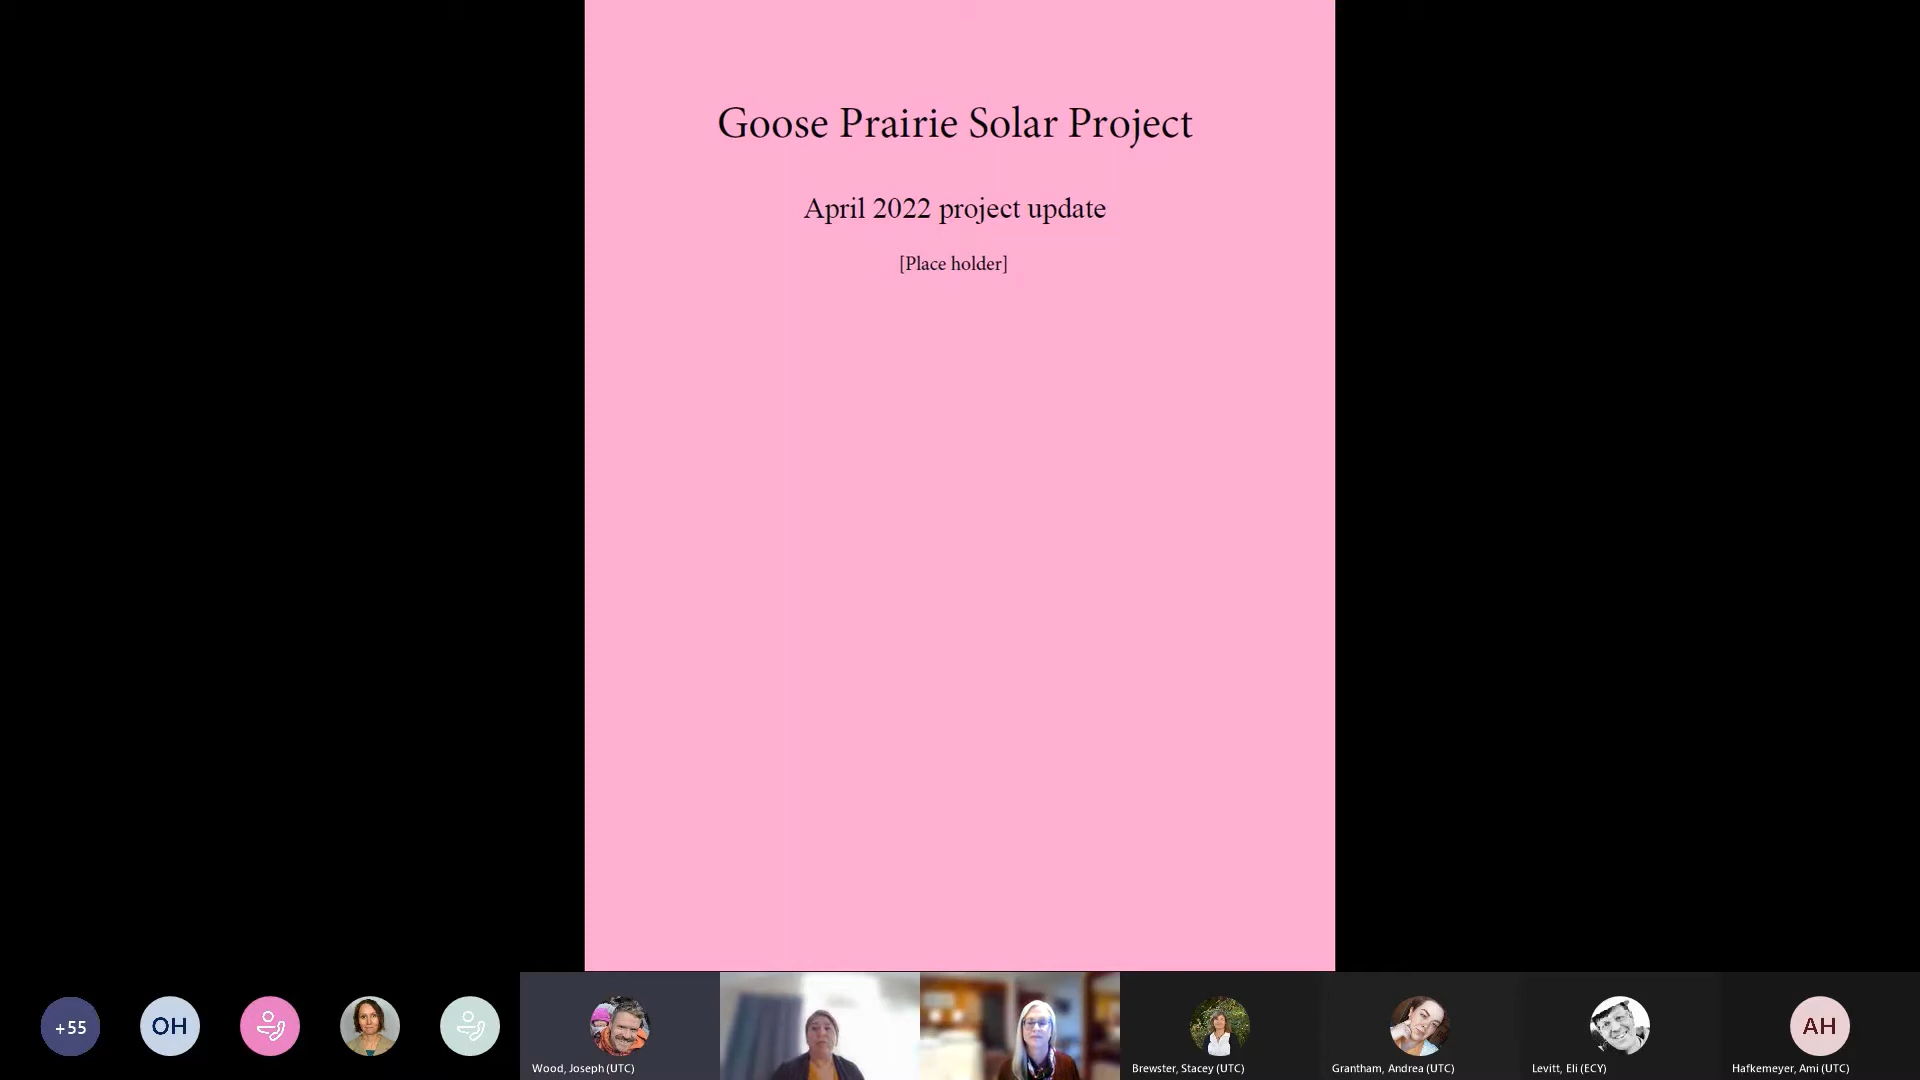 Goose Prairie Solar Project
April 2022 project update
[Place holder]
+55
OH
Wood, Joseph (UTC)
Brewster, Stacey (UTC)
Grantham, Andrea (UTC)
Levitt, Eli (ECY)
AH
Hafkemeyer, Ami (UTC)